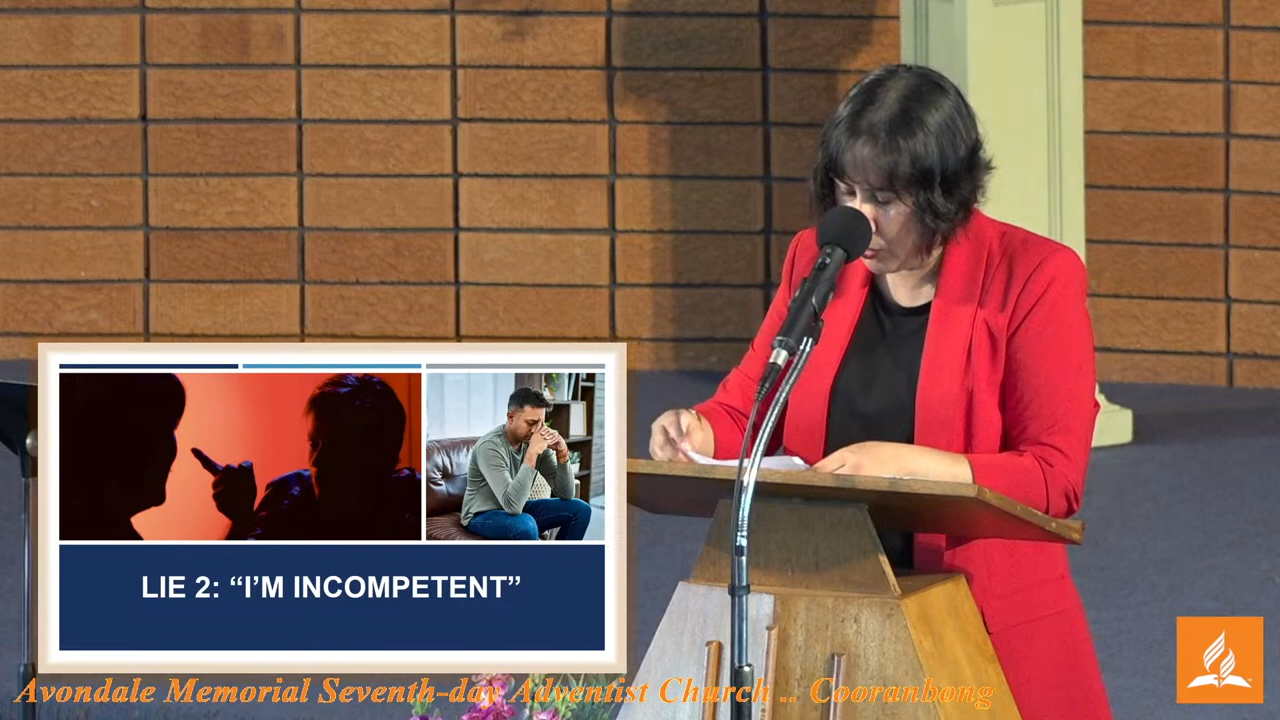 LIE 2: “I’M INCOMPETENT”
Avondale Memorial Seventh-day Adventist Church .. Cooranbong